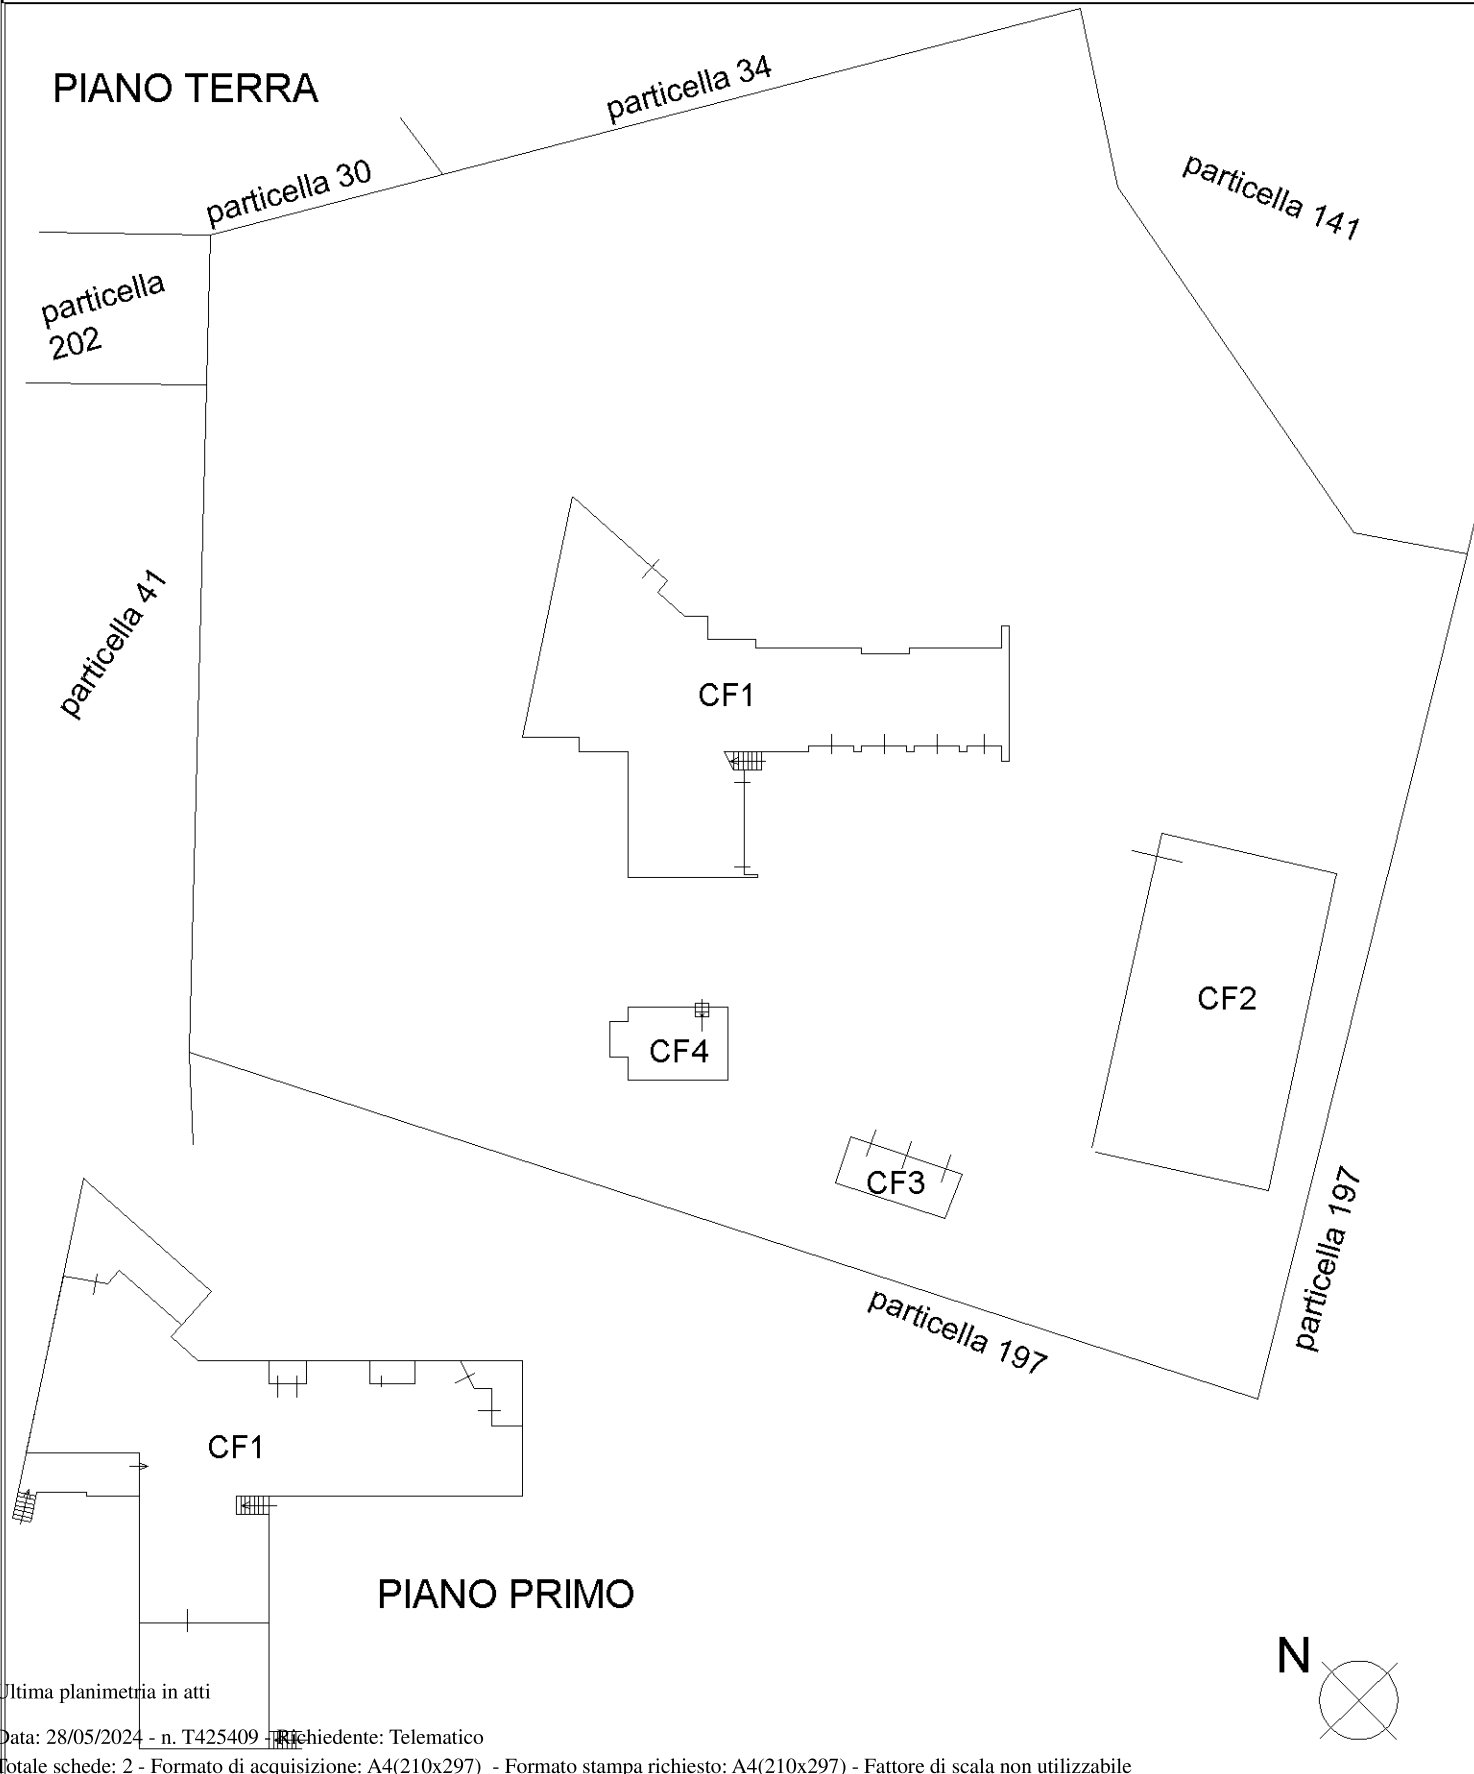 PIANO TERRA
particella 34
particella 30
particella 141
particella
202
particella 41
CF1
CF2
CF4
CF3
particella 197
particella 197
CF1
PIANO PRIMO
N
Ultima planimetria in atti
Data: 28/05/2024 - n. T425409 - Richiedente: Telematico
Totale schede: 2 - Formato di acquisizione: A4(210x297) - Formato stampa richiesto: A4(210x297) - Fattore di scala non utilizzabile